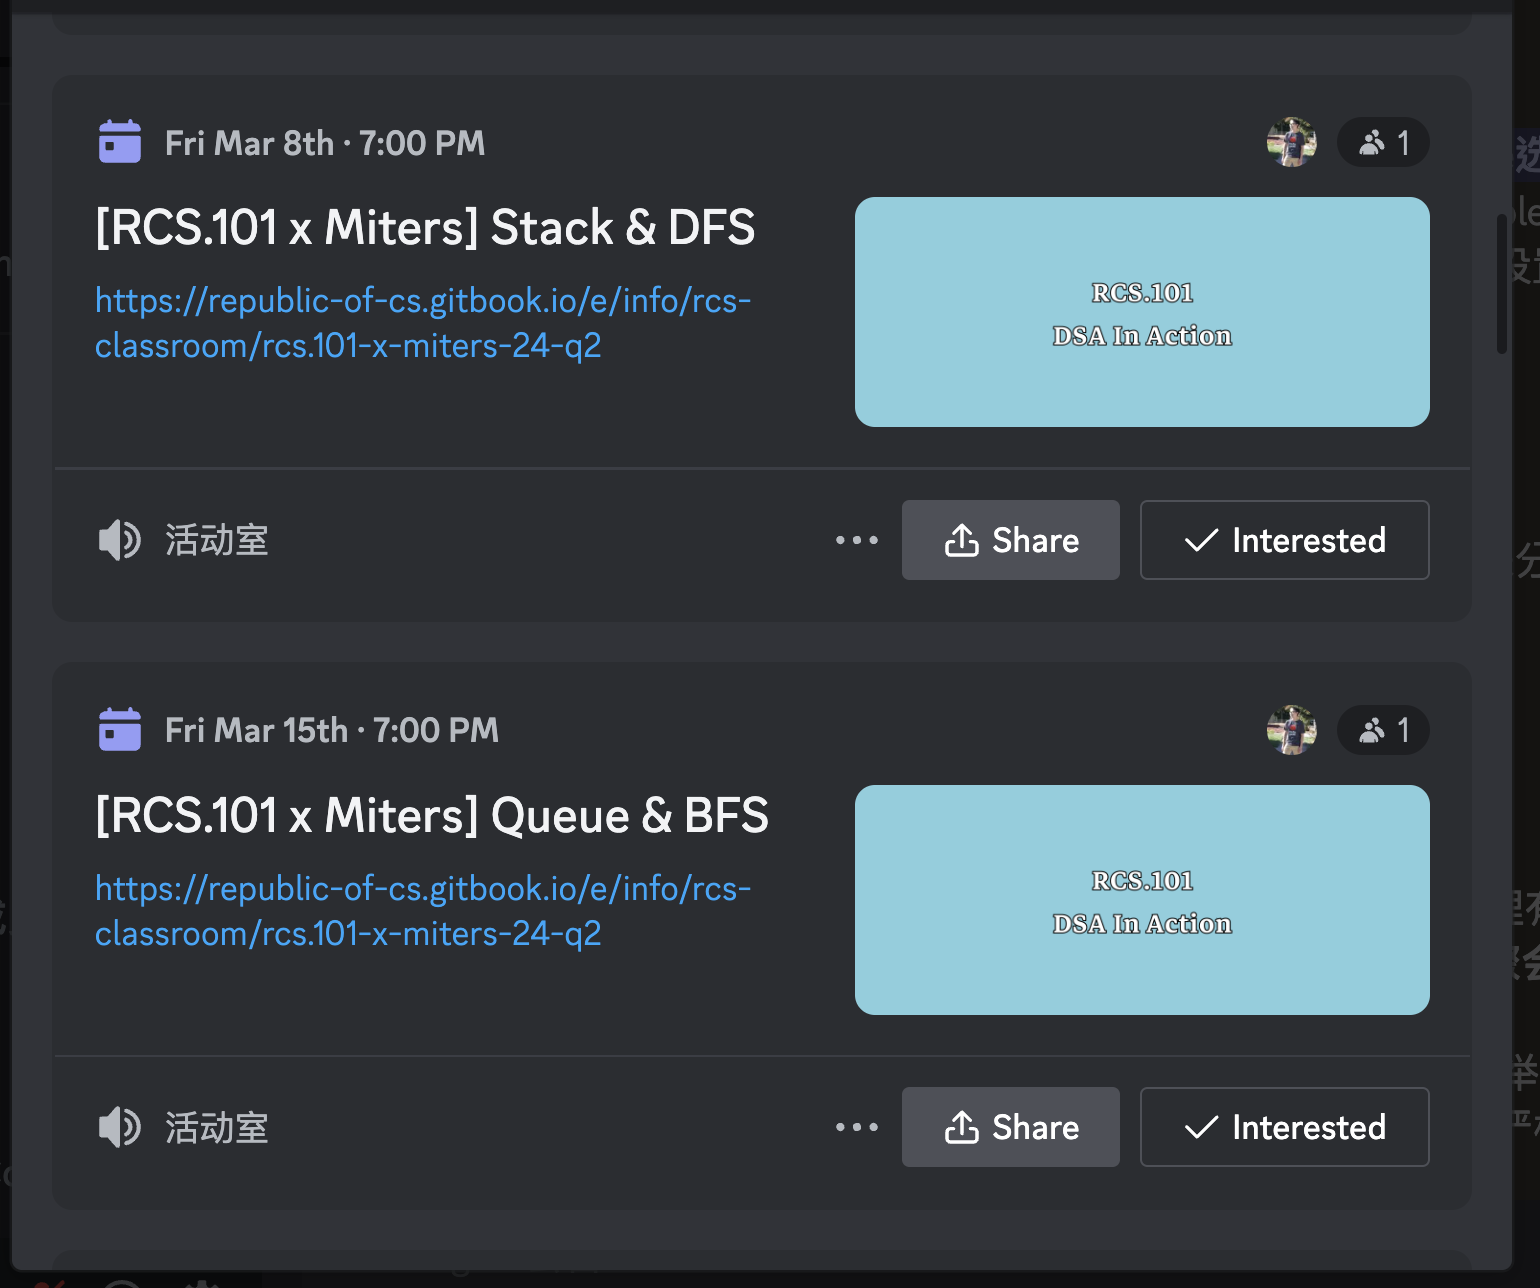 Fri Mar 8th · 7:00 PM
1
[RCS.101 x Miters] Stack & DFS
https://republic-of-cs.gitbook.io/e/info/rcs-
classroom/rcs.101-x-miters-24-q2
RCS.101
DSA In Action
活动室
Share
Interested
Fri Mar 15th · 7:00 PM
1
[RCS.101 x Miters] Queue & BFS
https://republic-of-cs.gitbook.io/e/info/rcs-
classroom/rcs.101-x-miters-24-q2
RCS.101
DSA In Action
活动室
Share
Interested